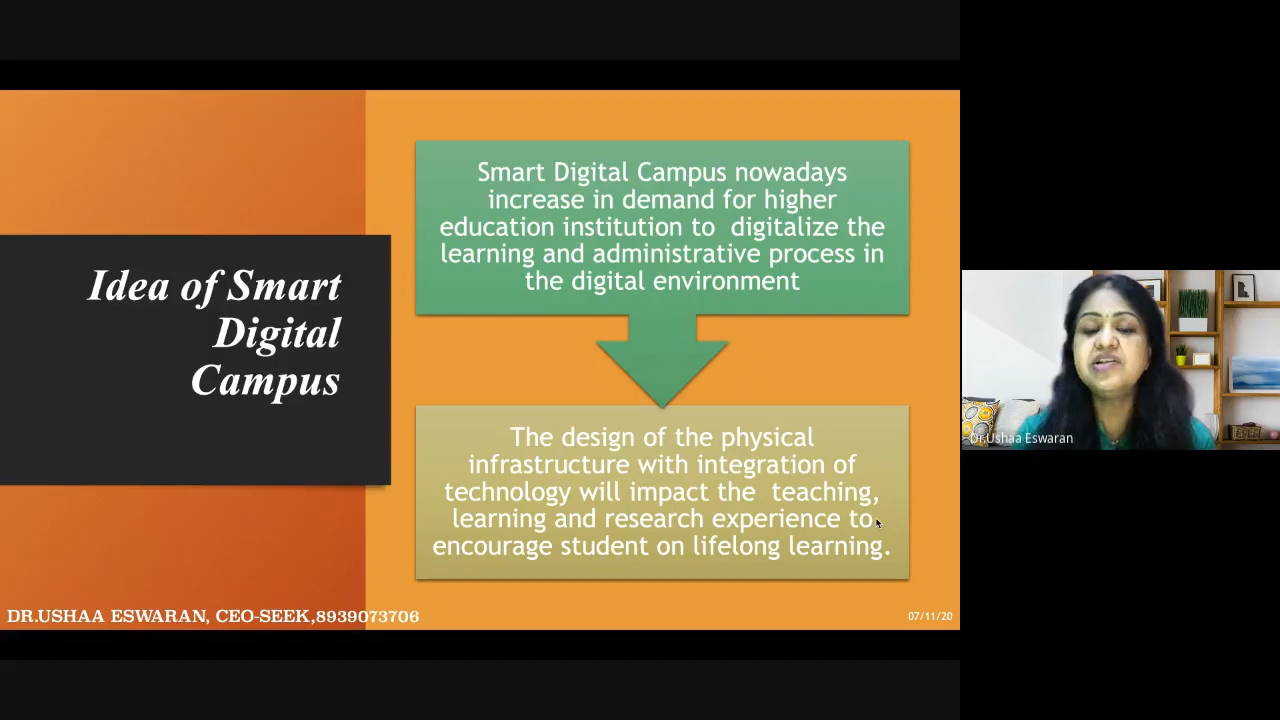 Idea of Smart
Digital
Campus
Smart Digital Campus nowadays
increase in demand for higher
education institution to  digitalize the
learning and administrative process in
the digital environment
The design of the physical
infrastructure with integration of
technology will impact the  teaching,
learning and research experience to
encourage student on lifelong learning.
DR.USHAA ESWARAN, CEO-SEEK,8939073706
07/11/20
Dr.Ushaa Eswaran